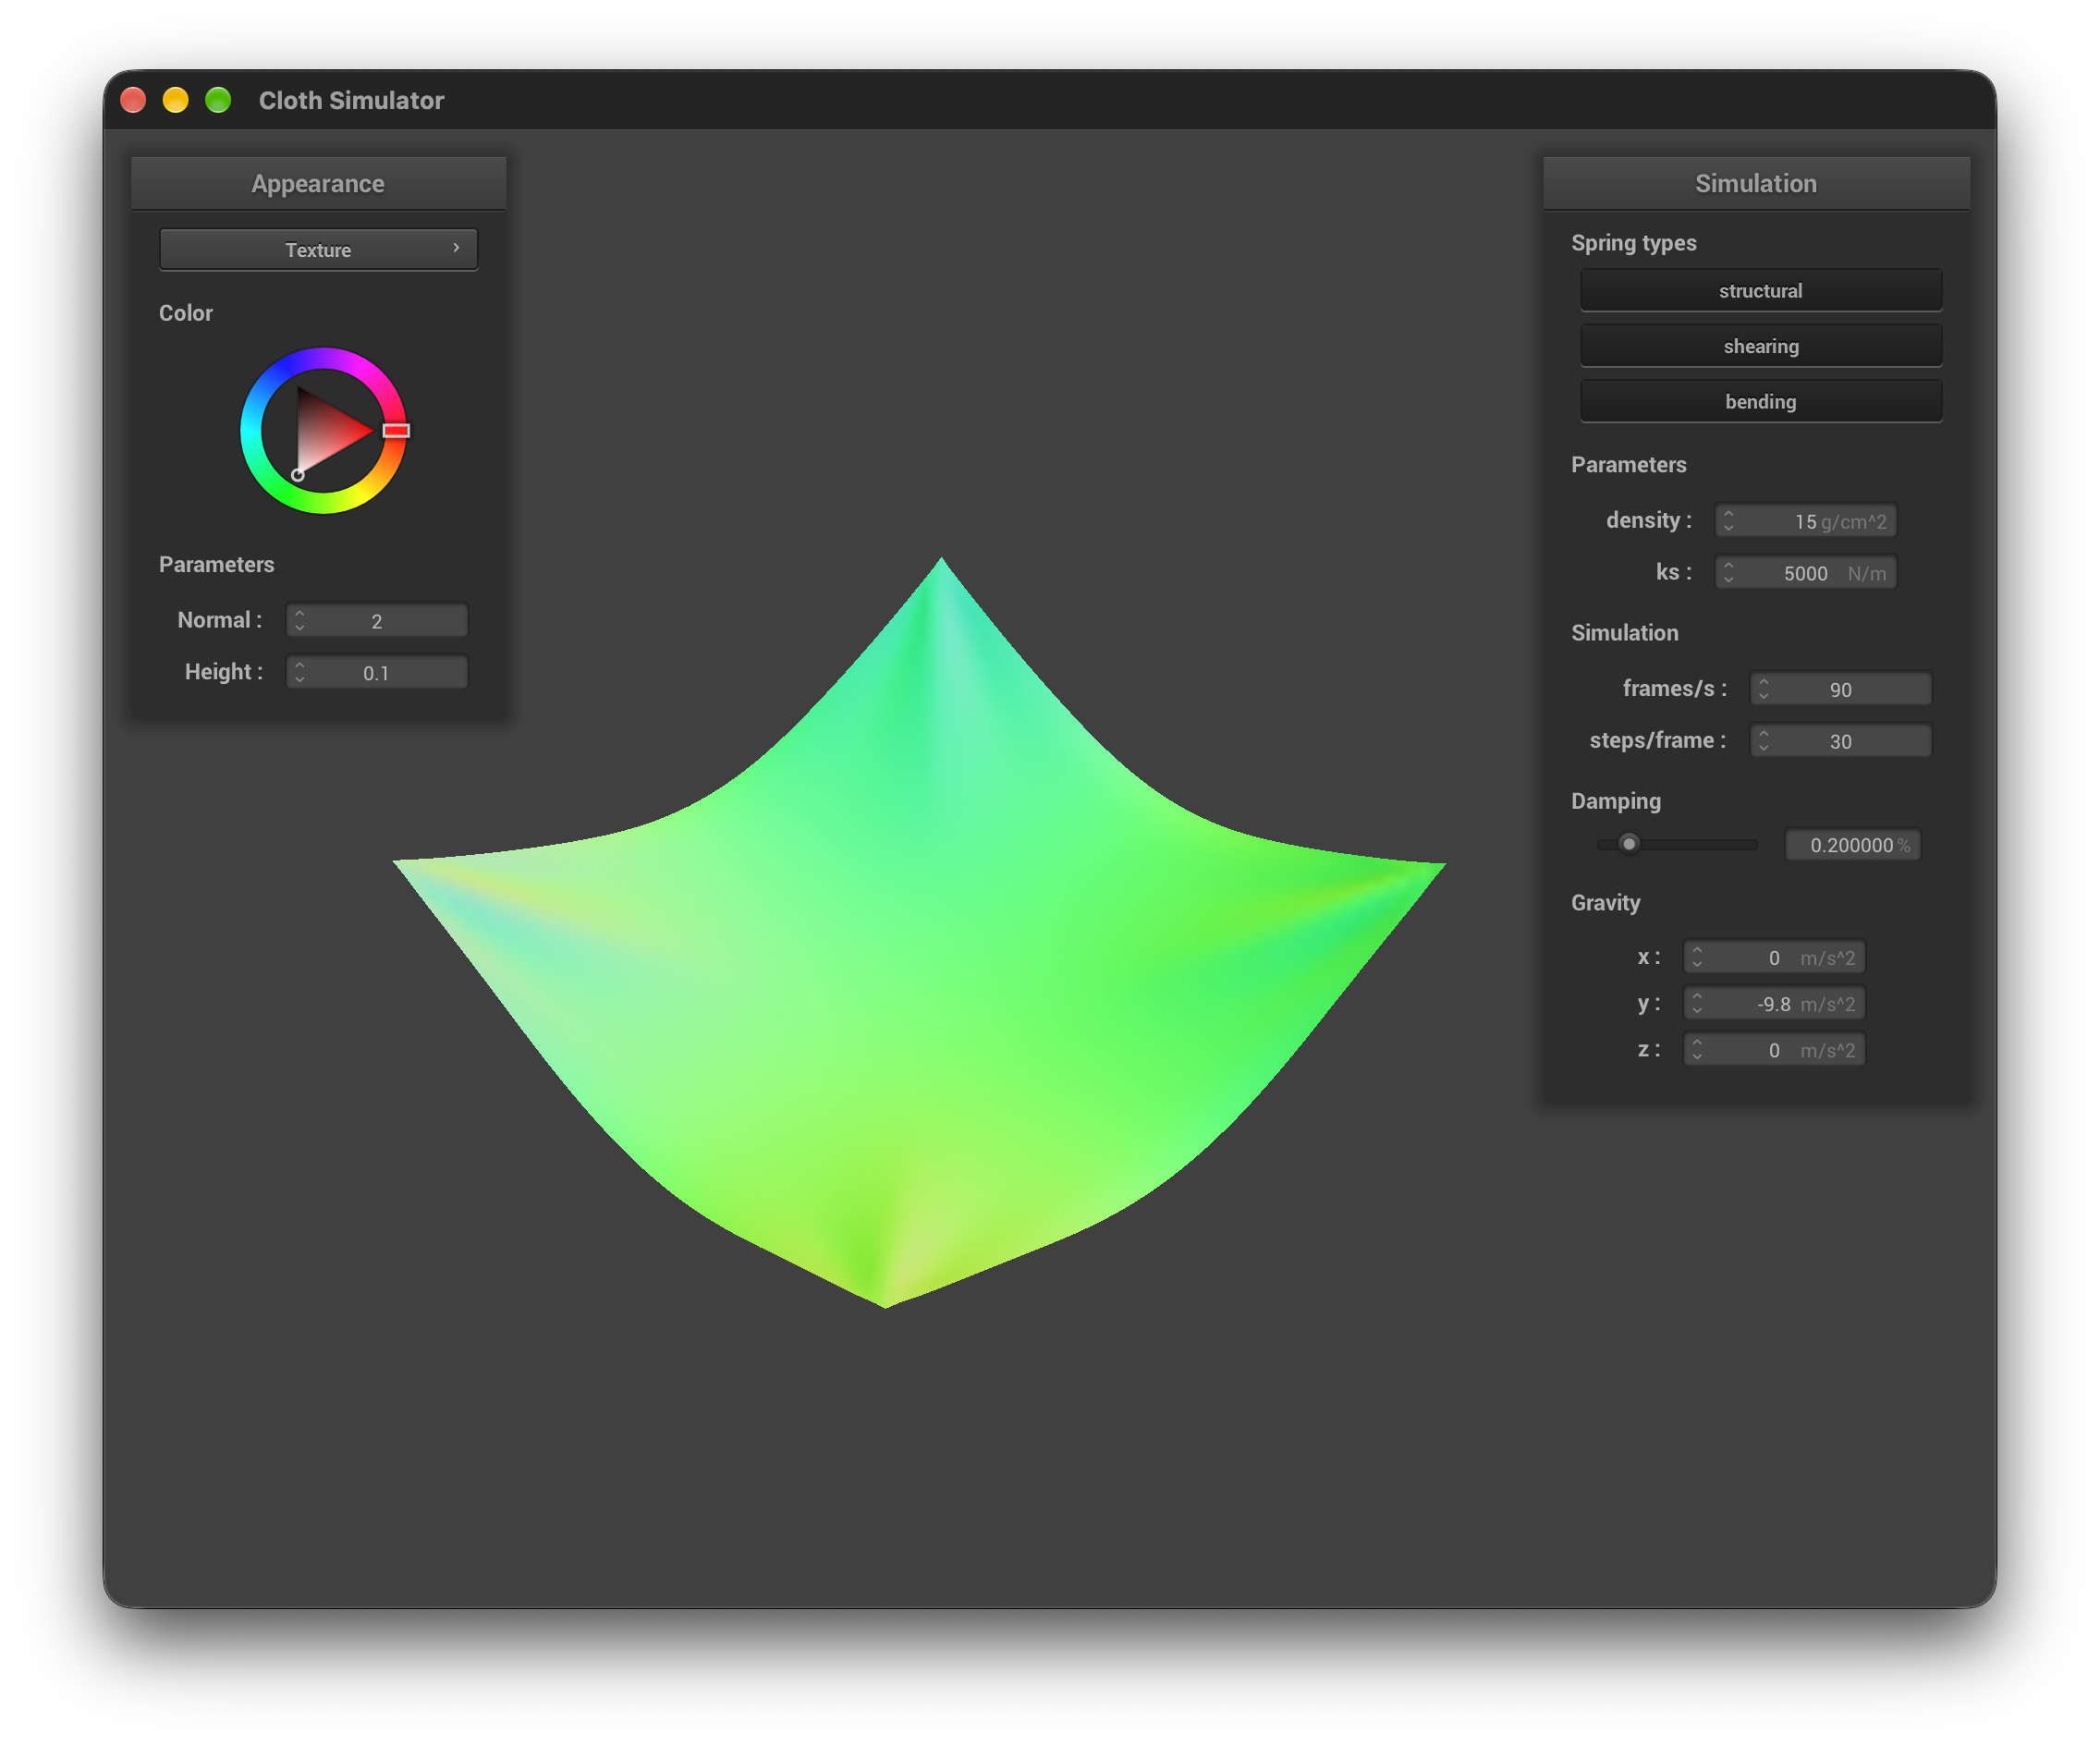 Cloth Simulator
Appearance
Texture
Color
Parameters
Normal : 2
Height : 0.1
Simulation
Spring types
structural
shearing
bending
Parameters
density : 15 g/cm^2
ks : 5000 N/m
Simulation
frames/s : 90
steps/frame : 30
Damping
0.200000 %
Gravity
x : 0 m/s^2
y : -9.8 m/s^2
z : 0 m/s^2